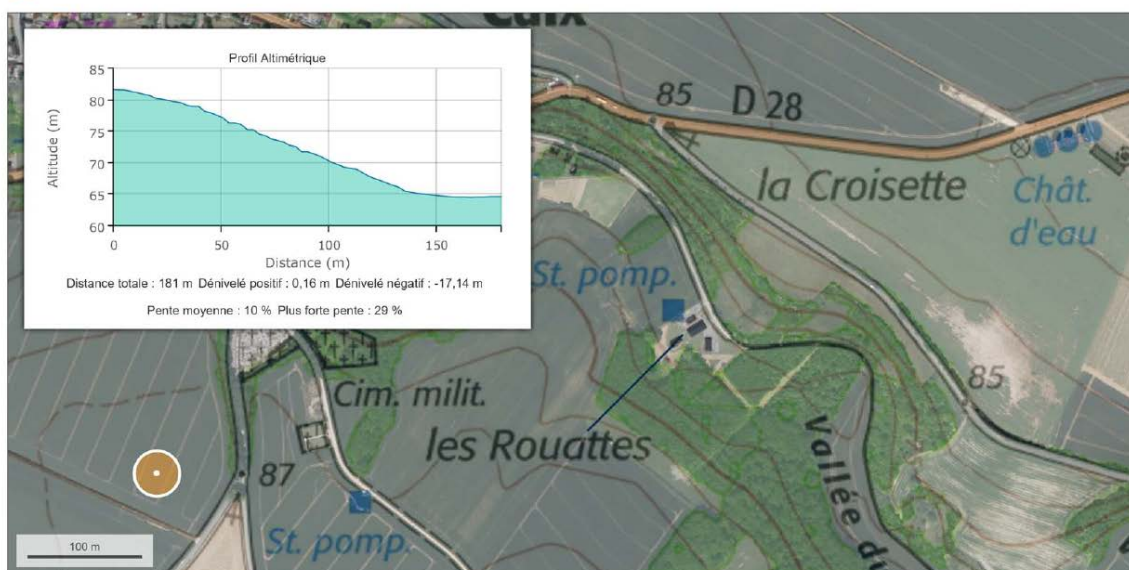 Caix
Profil Altimétrique
85
80
75
70
65
60
Altitude (m)
0
50
100
150
Distance (m)
Distance totale : 181 m Dénivelé positif : 0,16 m Dénivelé négatif : -17,14 m
Pente moyenne : 10 % Plus forte pente : 29 %
85
D 28
la Croisette
Chât.
d'eau
St. pomp.
85
Cim. milit.
les Rouattes
Vallée du
87
St. pomp.
100 m